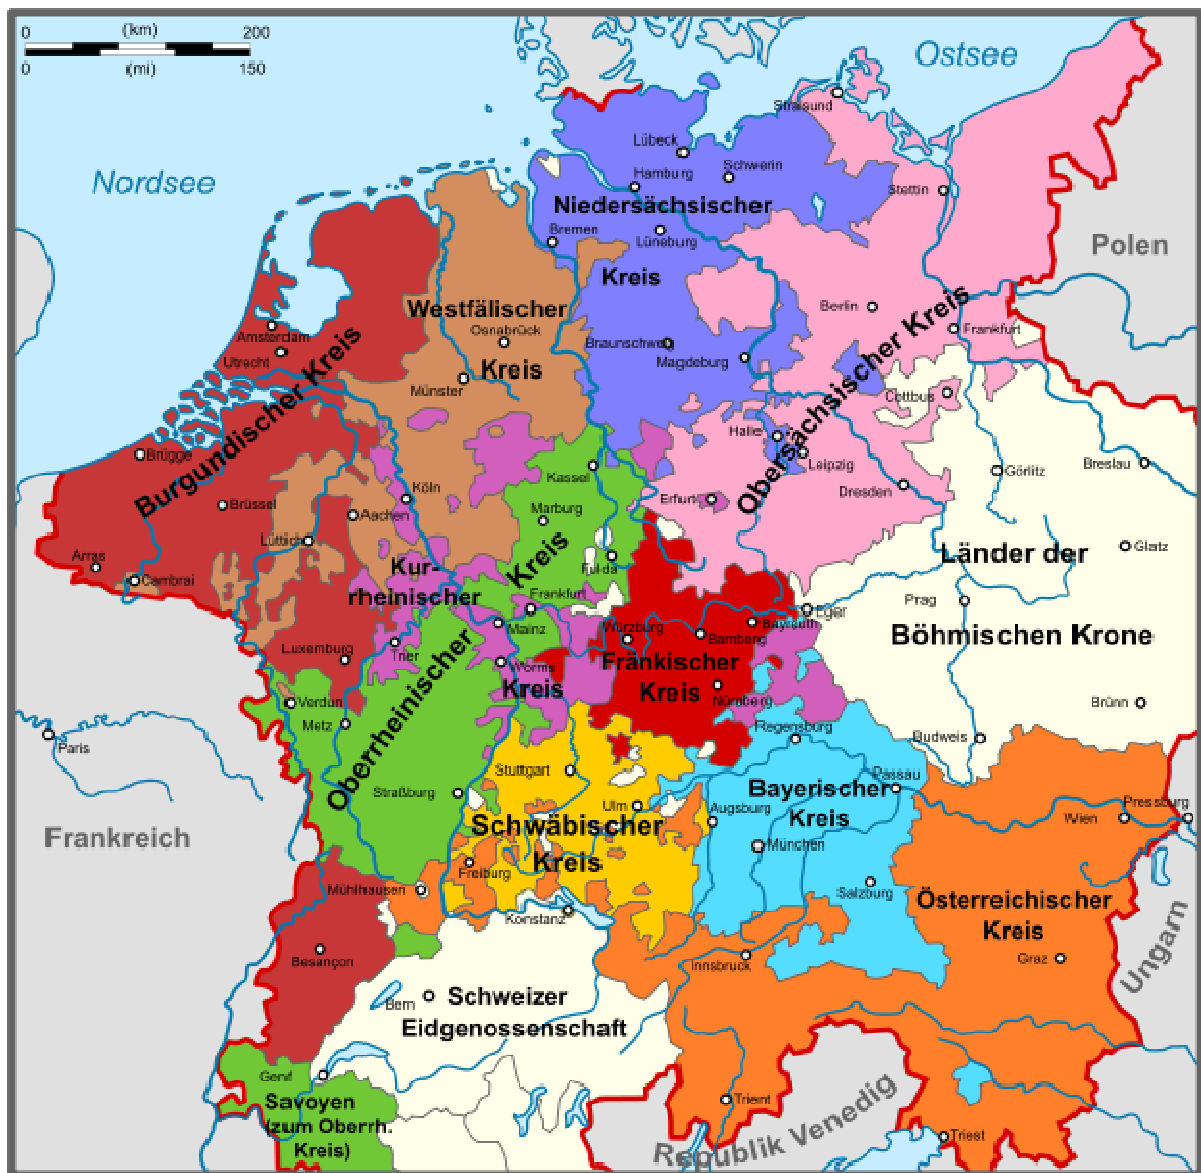 0 (km) 200
0 (mi) 150
Ostsee
Nordsee
Stralsund
Lübeck
Schwerin
Hamburg
Stettin
Niedersächsischer
Kreis
Bremen
Lüneburg
Polen
Westfälischer
Kreis
Osnabrück
Münster
Berlin
Frankfurt
Braunschweig
Magdeburg
Obersächsischer Kreis
Amsterdam
Utrecht
Burgundischer Kreis
Cottbus
Halle
Leipzig
Görlitz
Breslau
Brügge
Kassel
Dresden
Erfurt
Köln
Brüssel
Aachen
Marburg
Lüttich
Glatz
Länder der
Böhmischen Krone
Arras
Cambrai
Fulda
Kur-
rheinischer
Kreis
Oberrheinischer
Kreis
Frankfurt
Prag
Eger
Mainz
Würzburg
Bamberg
Bayreuth
Trier
Luxemburg
Worms
Fränkischer
Kreis
Nürnberg
Verdun
Metz
Brünn
Regensburg
Budweis
Paris
Stuttgart
Passau
Straßburg
Ulm
Augsburg
Bayerischer
Kreis
Pressburg
Wien
Schwäbischer
Kreis
Frankreich
München
Freiburg
Mühlhausen
Salzburg
Österreichischer
Kreis
Konstanz
Besançon
Innsbruck
Graz
Ungarn
Bern
Schweizer
Eidgenossenschaft
Genf
Savoyen
(zum Oberrh.
Kreis)
Trient
Republik Venedig
Triest